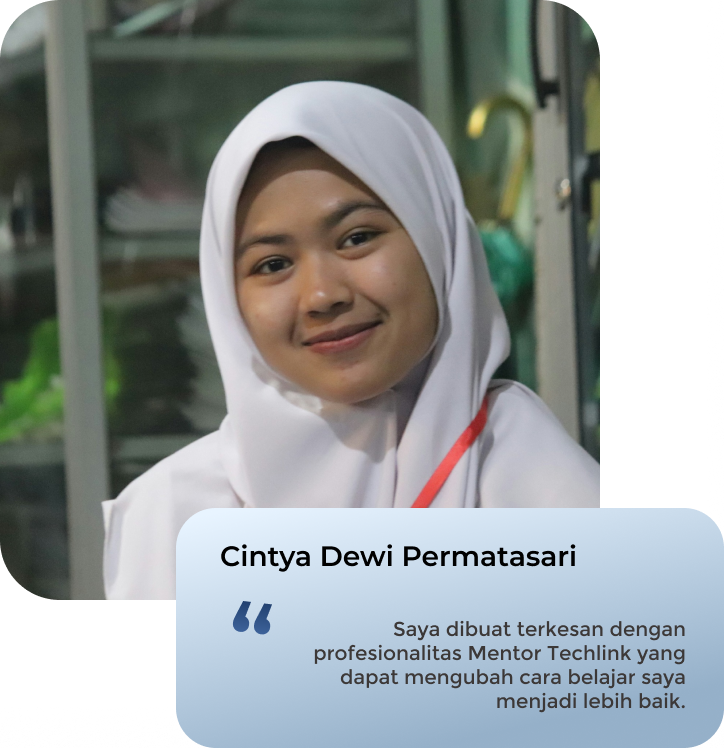 Cintya Dewi Permatasari
“
Saya dibuat terkesan dengan
profesionalitas Mentor Techlink yang
dapat mengubah cara belajar saya
menjadi lebih baik.